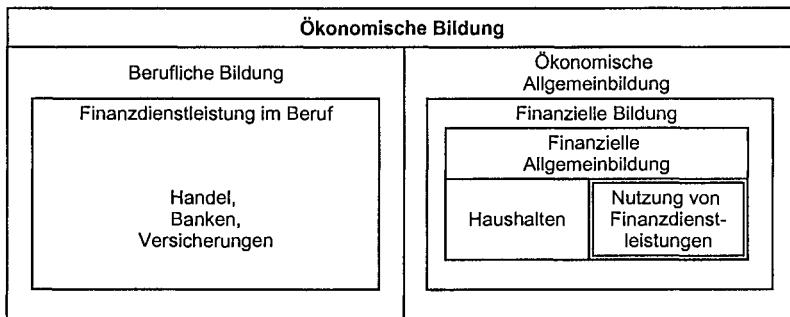 Ökonomische Bildung
Berufliche Bildung
Finanzdienstleistung im Beruf
Handel,
Banken,
Versicherungen
Ökonomische
Allgemeinbildung
Finanzielle Bildung
Finanzielle
Allgemeinbildung
Haushalten
Nutzung von
Finanzdienst-
leistungen